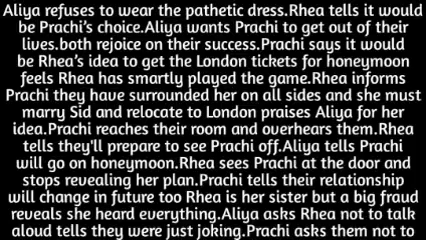 Aliya refuses to wear the pathetic dress.Rhea tells it would
be Prachi's choice.Aliya wants Prachi to get out of their
lives.both rejoice on their success.Prachi says it would
be Rhea's idea to get the London tickets for honeymoon
feels Rhea has smartly played the game.Rhea informs
Prachi they have surrounded her on all sides and she must
marry Sid and relocate to London praises Aliya for her
idea.Prachi reaches their room and overhears them.Rhea
tells they'll prepare to see Prachi off.Aliya tells Prachi
will go on honeymoon.Rhea sees Prachi at the door and
stops revealing her plan.Prachi tells their relationship
will change in future too Rhea is her sister but a big fraud
reveals she heard everything.Aliya asks Rhea not to talk
aloud tells they were just joking.Prachi asks them not to